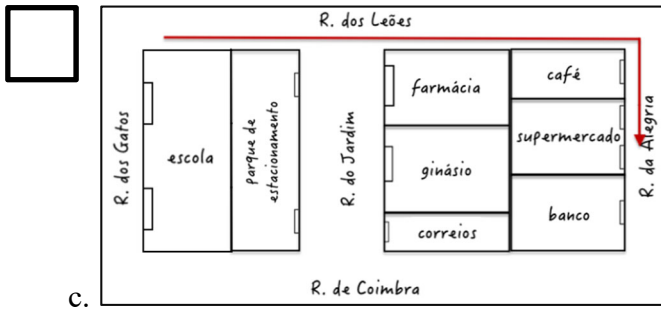 R. dos Leões
R. dos Gatos
escola
parque de
estacionamento
R. do Jardim
farmácia
ginásio
correios
café
supermercado
banco
R. da Alegria
R. de Coimbra
c.